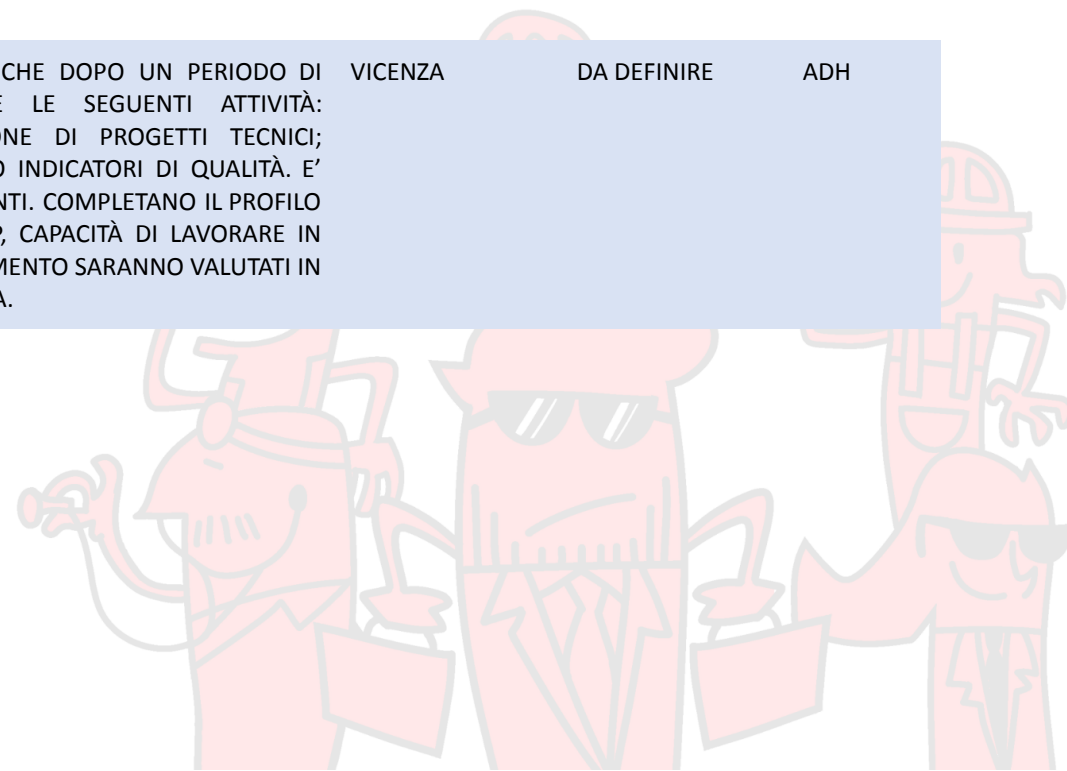 CHE DOPO UN PERIODO DI VICENZA DA DEFINIRE ADH
E LE SEGUENTI ATTIVITÀ:
NE DI PROGETTI TECNICI;
O INDICATORI DI QUALITÀ. E’
NTI. COMPLETANO IL PROFILO
, CAPACITÀ DI LAVORARE IN
MENTO SARANNO VALUTATI IN
A.